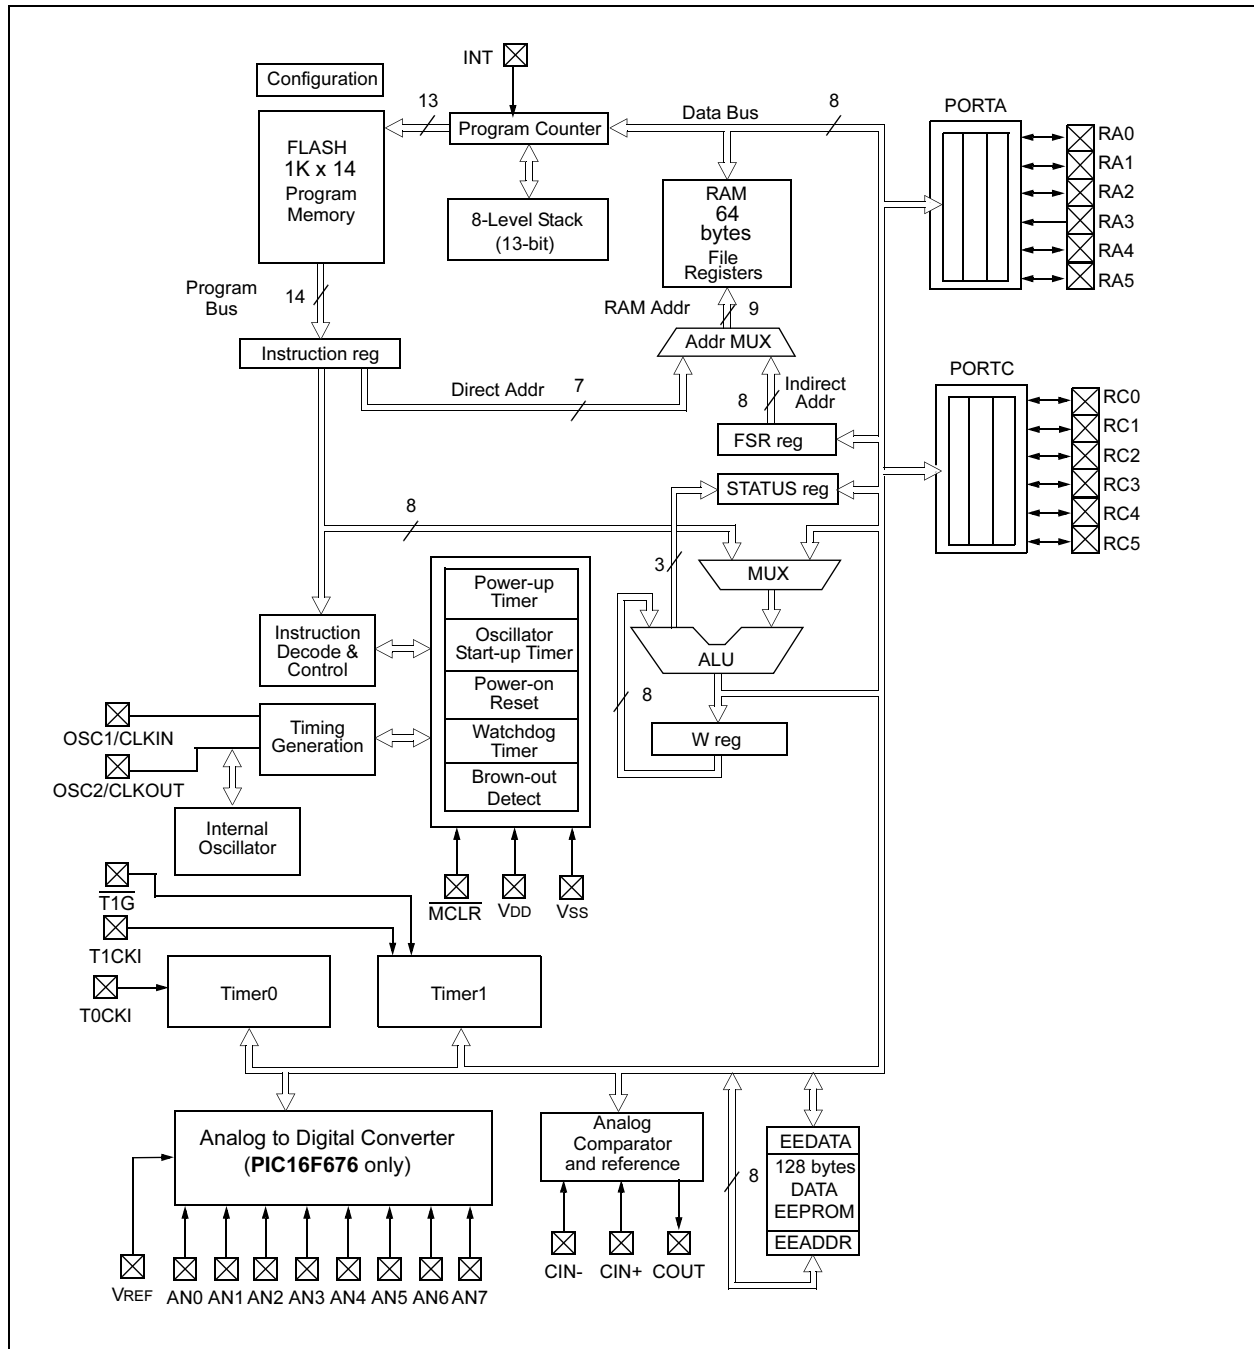 INT
Configuration
13
Program Counter
Data Bus
8
PORTA
FLASH
1K x 14
Program
Memory
8-Level Stack
(13-bit)
RAM
64
bytes
File
Registers
RA0
RA1
RA2
RA3
RA4
RA5
Program
Bus
14
RAM Addr
9
Addr MUX
Instruction reg
Direct Addr
7
8
Indirect
Addr
FSR reg
STATUS reg
PORTC
RC0
RC1
RC2
RC3
RC4
RC5
8
3
MUX
ALU
8
W reg
Power-up
Timer
Oscillator
Start-up Timer
Power-on
Reset
Watchdog
Timer
Brown-out
Detect
Instruction
Decode &
Control
OSC1/CLKIN
Timing
Generation
OSC2/CLKOUT
Internal
Oscillator
T1G
MCLR
VDD
VSS
T1CKI
T0CKI
Timer0
Timer1
Analog to Digital Converter
(PIC16F676 only)
Analog
Comparator
and reference
8
EEDATA
128 bytes
DATA
EEPROM
EEADDR
VREF
AN0
AN1
AN2
AN3
AN4
AN5
AN6
AN7
CIN-
CIN+
COUT